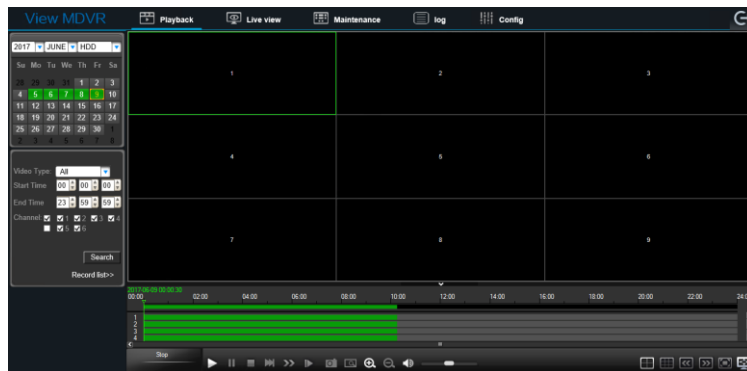 View MDVR
Playback Live view Maintenance log Config
2017 JUNE HDD
Su Mo Tu We Th Fr Sa
28 29 30 31 1 2 3
4 5 6 7 8 9 10
11 12 13 14 15 16 17
18 19 20 21 22 23 24
25 26 27 28 29 30 1
2 3 4 5 6 7 8
Video Type: All
Start Time 00 00 00
End Time 23 59 59
Channel: 1 2 3 4
5 6
Search
Record list>>
1 2 3
4 5 6
7 8 9
2017-06-09 00:00:30
00:00 02:00 04:00 06:00 08:00 10:00 12:00 14:00 16:00 18:00 20:00 22:00 24:0
1
2
3
4
Stop